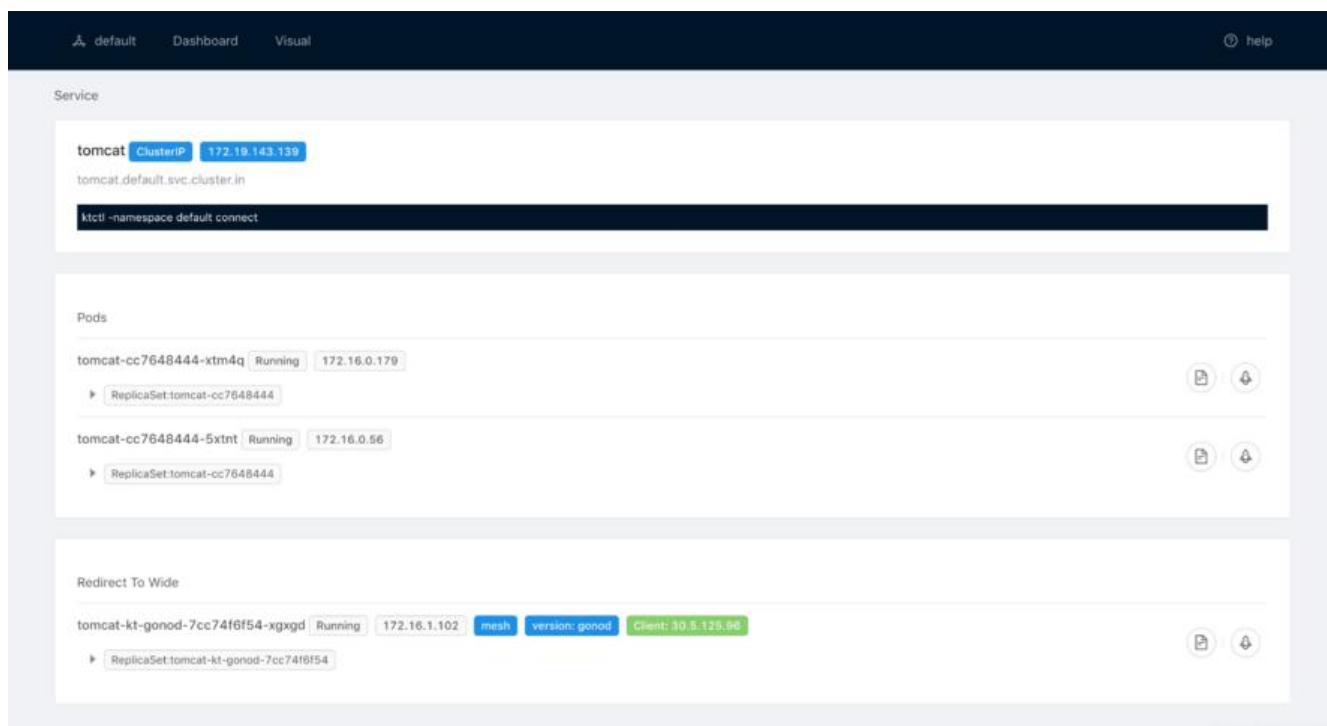 default Dashboard Visual help
Service
tomcat ClusterIP 172.19.143.139
tomcat.default.svc.cluster.in
ktctl -namespace default connect
Pods
tomcat-cc7648444-xtm4q Running 172.16.0.179
ReplicaSet:tomcat-cc7648444
tomcat-cc7648444-5xtnt Running 172.16.0.56
ReplicaSet:tomcat-cc7648444
Redirect To Wide
tomcat-kt-gonod-7cc74f6f54-xgxgd Running 172.16.1.102 mesh version: gonod Client: 30.5.125.96
ReplicaSet:tomcat-kt-gonod-7cc74f6f54